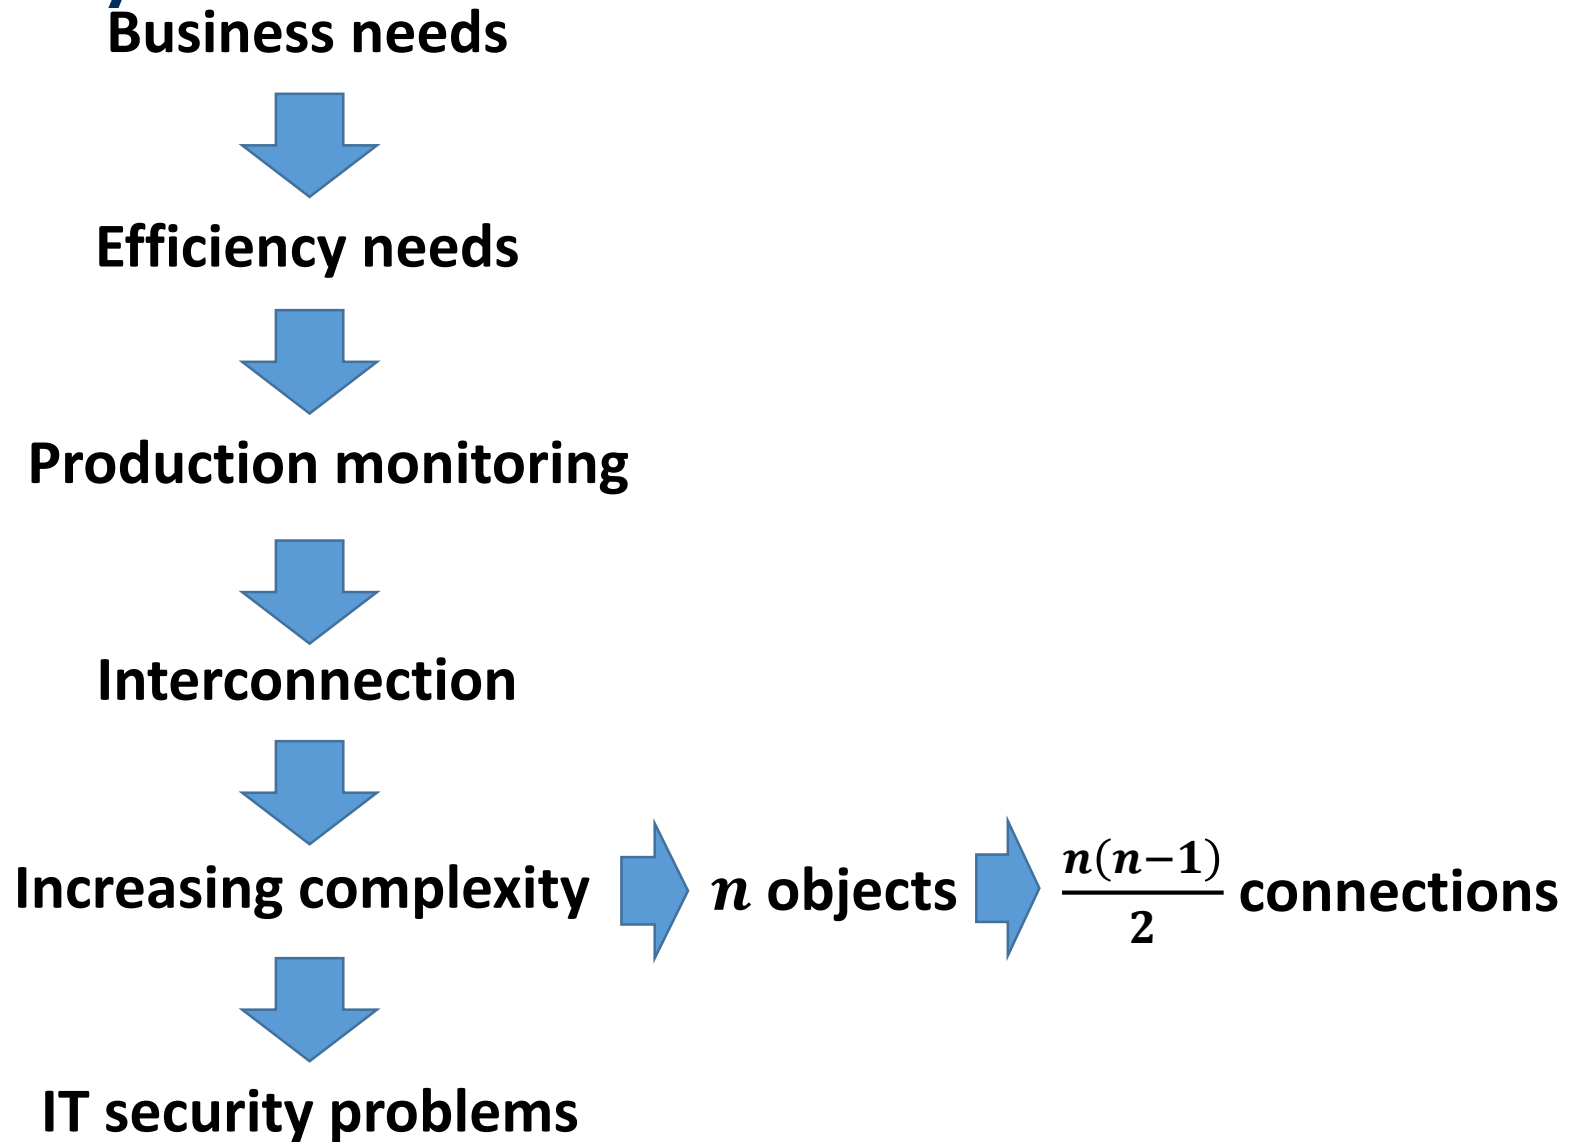 Business needs
Efficiency needs
Production monitoring
Interconnection
Increasing complexity n objects n(n−1)/2 connections
IT security problems